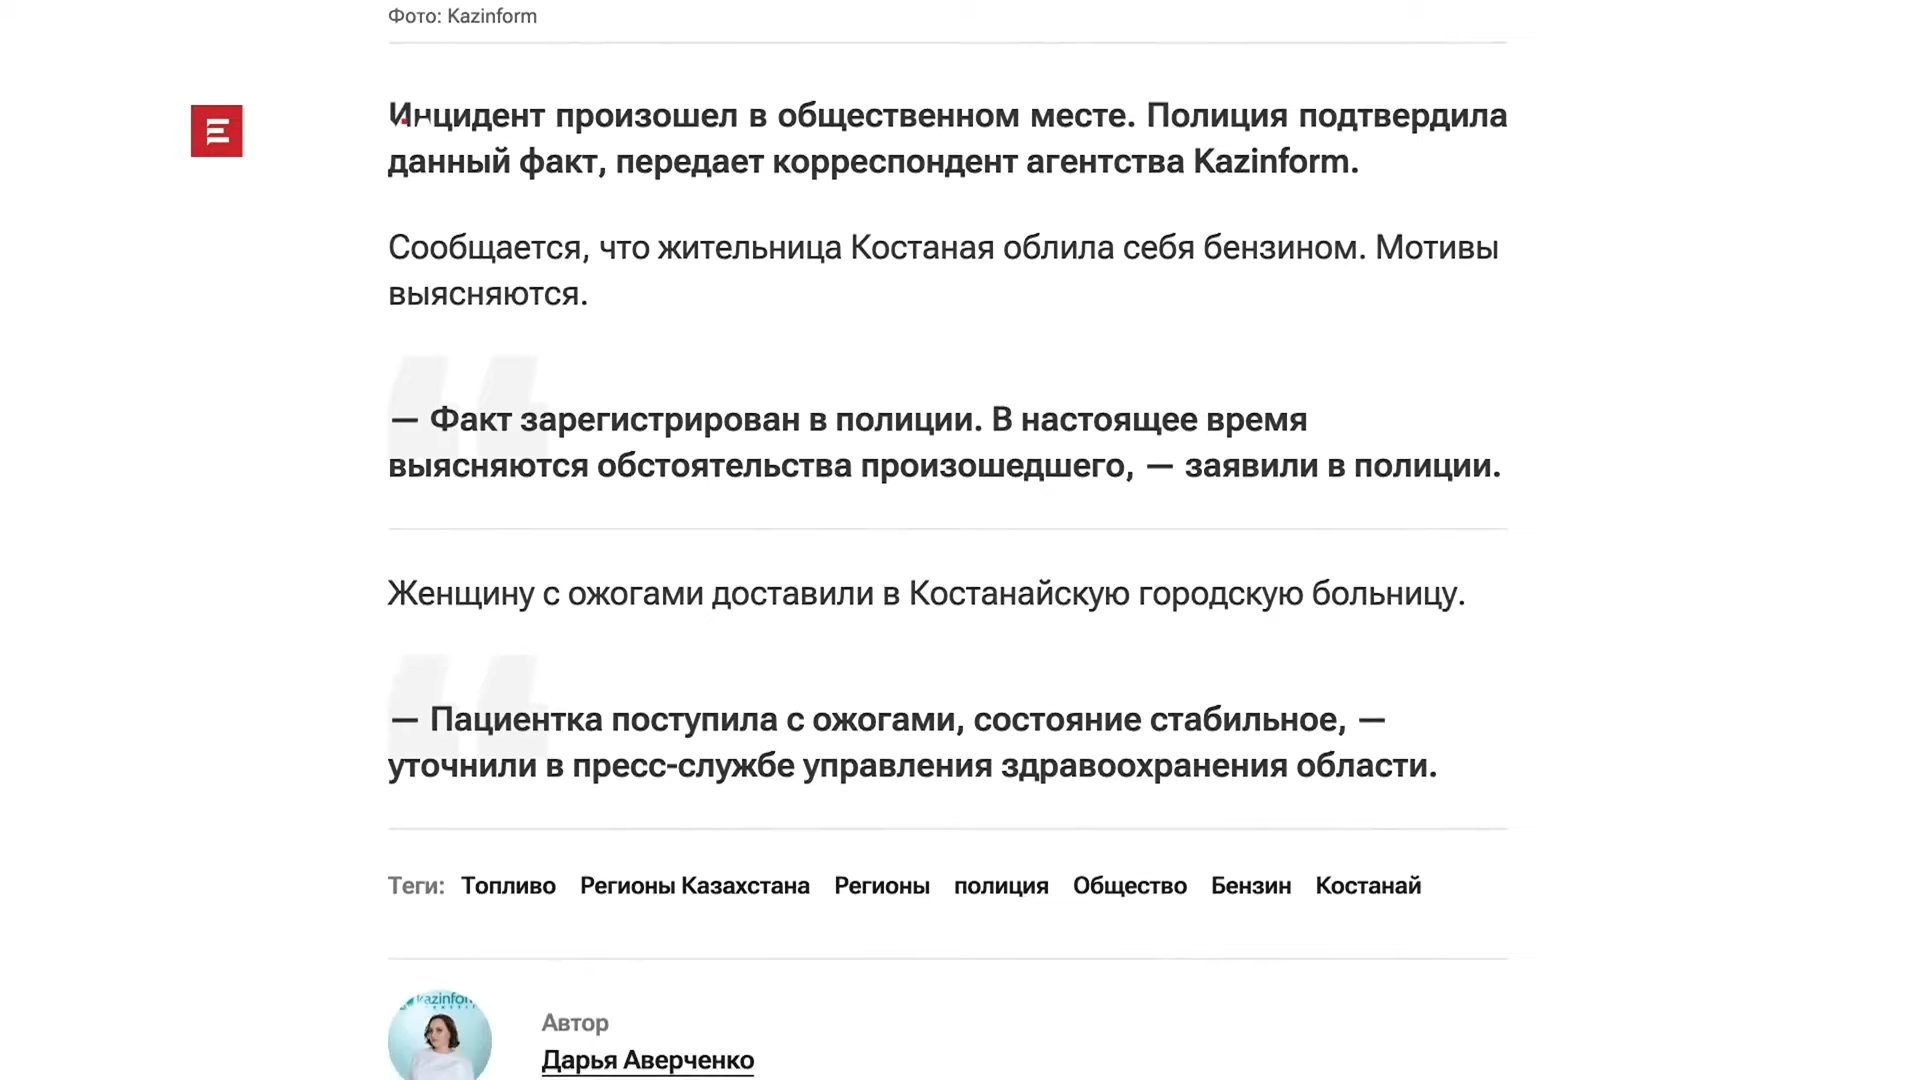 Фото: Kazinform
Инцидент произошел в общественном месте. Полиция подтвердила
данный факт, передает корреспондент агентства Kazinform.
Сообщается, что жительница Костаная облила себя бензином. Мотивы
выясняются.
— Факт зарегистрирован в полиции. В настоящее время
выясняются обстоятельства произошедшего, — заявили в полиции.
Женщину с ожогами доставили в Костанайскую городскую больницу.
— Пациентка поступила с ожогами, состояние стабильное, —
уточнили в пресс-службе управления здравоохранения области.
Теги: Топливо Регионы Казахстана Регионы полиция Общество Бензин Костанай
Автор
Дарья Аверченко